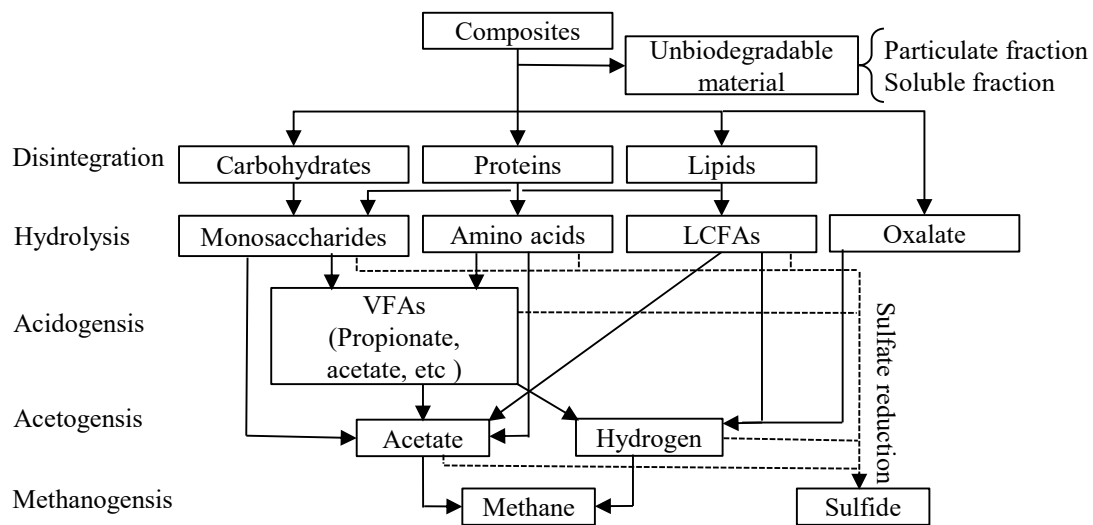 Composites
Unbiodegradable
material
Particulate fraction
Soluble fraction
Disintegration
Carbohydrates
Proteins
Lipids
Hydrolysis
Monosaccharides
Amino acids
LCFAs
Oxalate
Acidogensis
VFAs
(Propionate,
acetate, etc )
Sulfate reduction
Acetogensis
Acetate
Hydrogen
Methanogensis
Methane
Sulfide